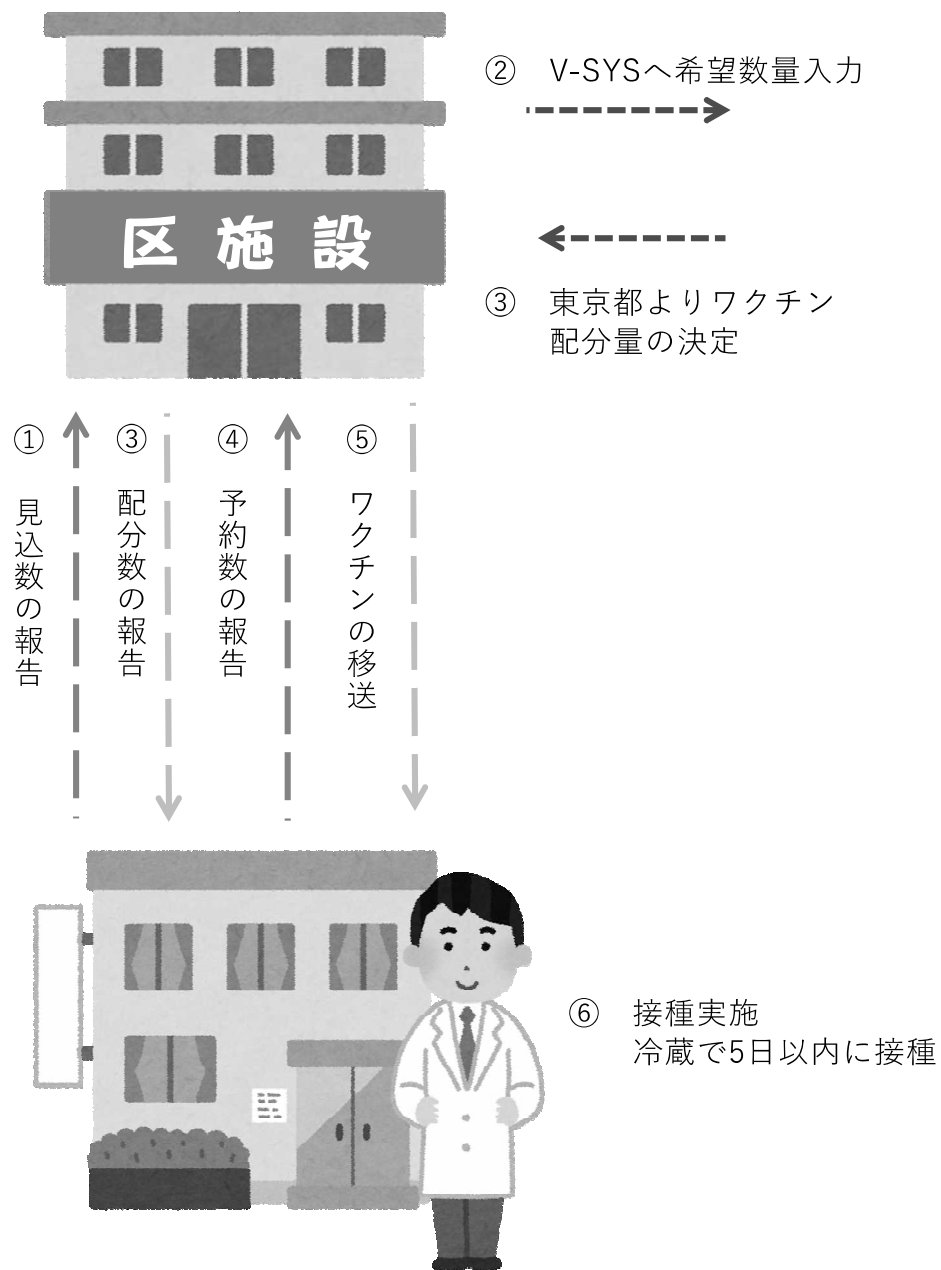 ② V-SYSへ希望数量入力
区施設
③ 東京都よりワクチン
配分量の決定
① 見込数の報告
③ 配分数の報告
④ 予約数の報告
⑤ ワクチンの移送
⑥ 接種実施
冷蔵で5日以内に接種